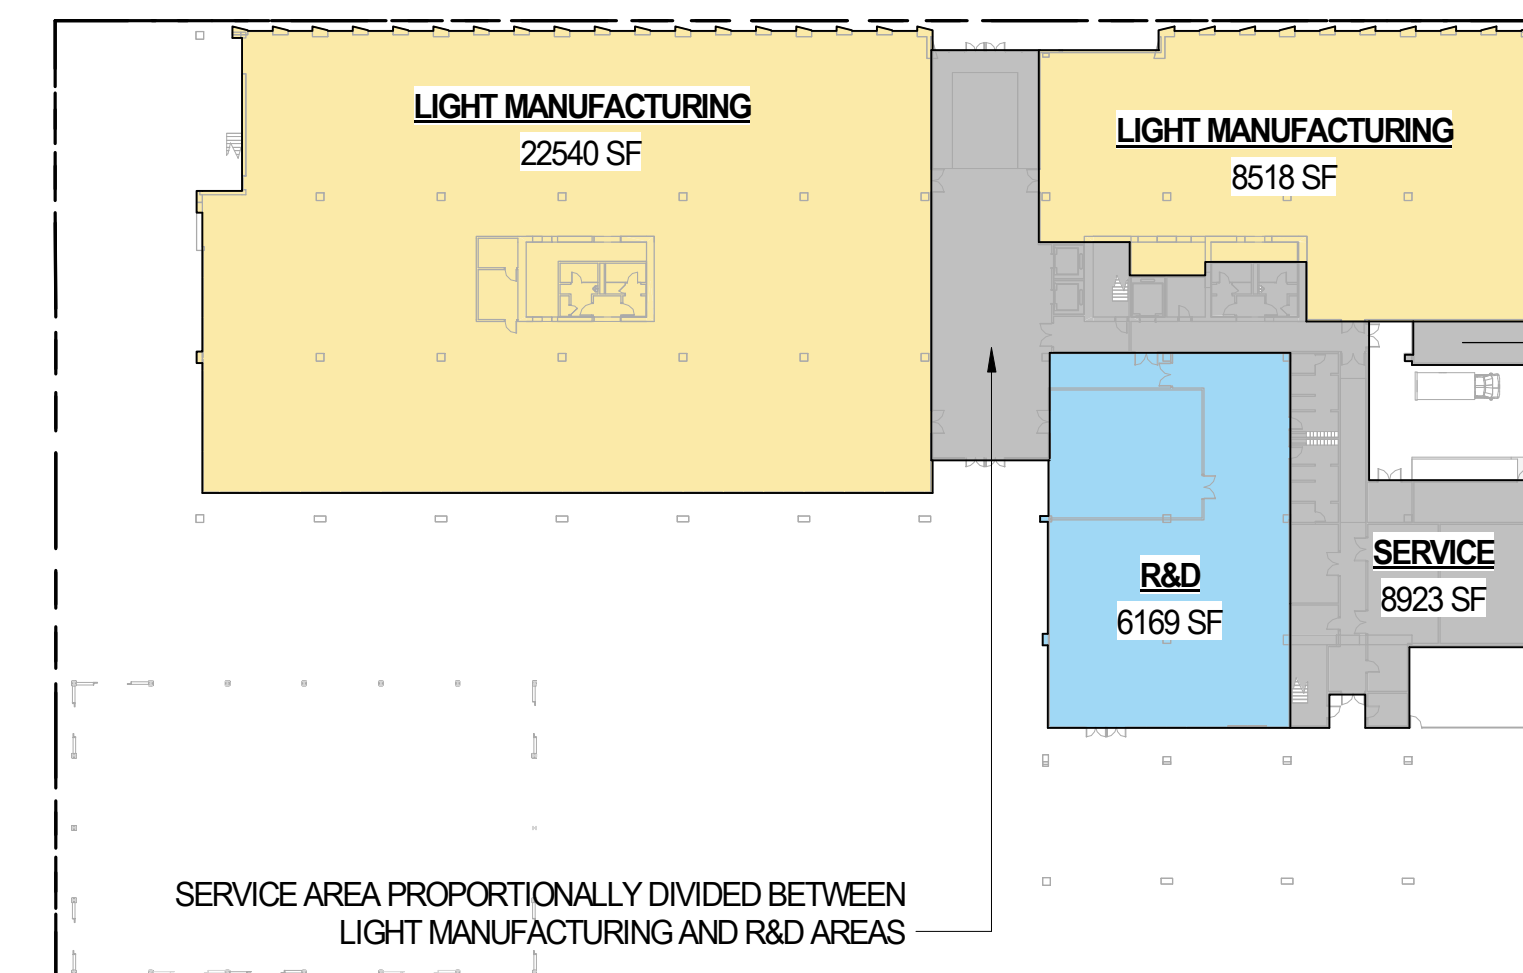 LIGHT MANUFACTURING
22540 SF
LIGHT MANUFACTURING
8518 SF
R&D
6169 SF
SERVICE
8923 SF
SERVICE AREA PROPORTIONALLY DIVIDED BETWEEN
LIGHT MANUFACTURING AND R&D AREAS